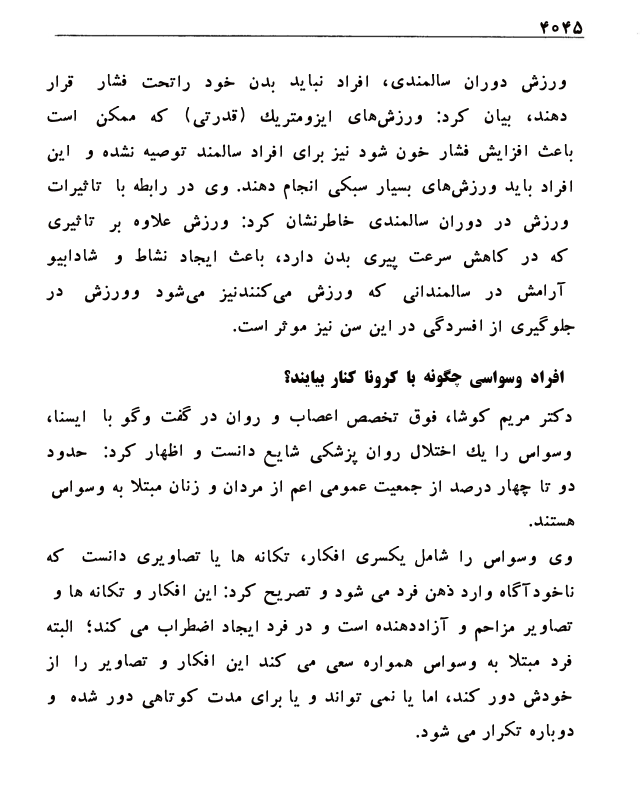 ۴۰۴۵
ورزش دوران سالمندی، افراد نباید بدن خود راتحت فشار قرار
دهند، بیان کرد: ورزش‌های ایزومتریك (قدرتی) که ممکن است
باعث افزایش فشار خون شود نیز برای افراد سالمند توصیه نشده و این
افراد باید ورزش‌های بسیار سبکی انجام دهند. وی در رابطه با تاثیرات
ورزش در دوران سالمندی خاطرنشان کرد: ورزش علاوه بر تاثیری
که در کاهش سرعت پیری بدن دارد، باعث ایجاد نشاط و شادابیو
آرامش در سالمندانی که ورزش می‌کنندنیز می‌شود وورزش در
جلوگیری از افسردگی در این سن نیز موثر است.
افراد وسواسی چگونه با کرونا کنار بیایند؟
دکتر مریم کوشا، فوق تخصص اعصاب و روان در گفت وگو با ایسنا،
وسواس را یك اختلال روان پزشکی شایع دانست و اظهار کرد: حدود
دو تا چهار درصد از جمعیت عمومی اعم از مردان و زنان مبتلا به وسواس
هستند.
وی وسواس را شامل یکسری افکار، تکانه ها یا تصاویری دانست که
ناخودآگاه وارد ذهن فرد می شود و تصریح کرد: این افکار و تکانه ها و
تصاویر مزاحم و آزاددهنده است و در فرد ایجاد اضطراب می کند؛ البته
فرد مبتلا به وسواس همواره سعی می کند این افکار و تصاویر را از
خودش دور کند، اما یا نمی تواند و یا برای مدت کوتاهی دور شده و
دوباره تکرار می شود.